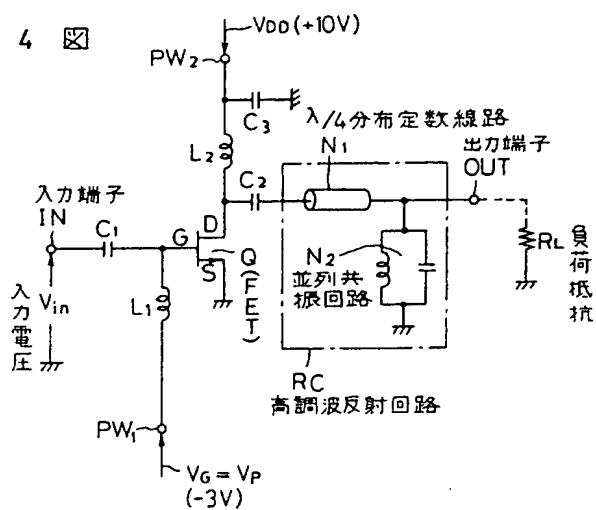 4 図
VDD (+10V)
PW2
C3
L2
λ/4分布定数線路
N1
出力端子
OUT
C2
入力端子
IN
C1
G
D
S
Q
(FET)
N2
並列共
振回路
RL
負荷抵抗
L1
Vin
入力電圧
RC
高調波反射回路
PW1
VG=VP
(-3V)